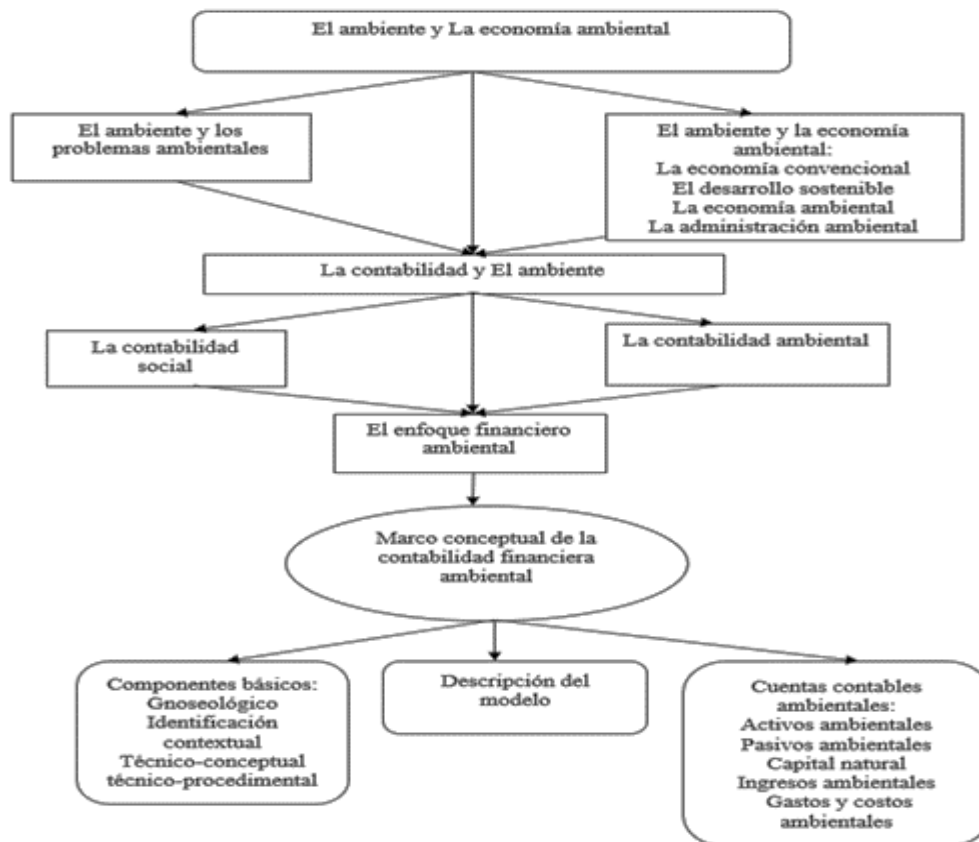 El ambiente y La economía ambiental
El ambiente y los
problemas ambientales
El ambiente y la economía
ambiental:
La economía convencional
El desarrollo sostenible
La economía ambiental
La administración ambiental
La contabilidad y El ambiente
La contabilidad
social
La contabilidad ambiental
El enfoque financiero
ambiental
Marco conceptual de la
contabilidad financiera
ambiental
Componentes básicos:
Gnoseológico
Identificación
contextual
Técnico-conceptual
técnico-procedimental
Descripción del
modelo
Cuentas contables
ambientales:
Activos ambientales
Pasivos ambientales
Capital natural
Ingresos ambientales
Gastos y costos
ambientales